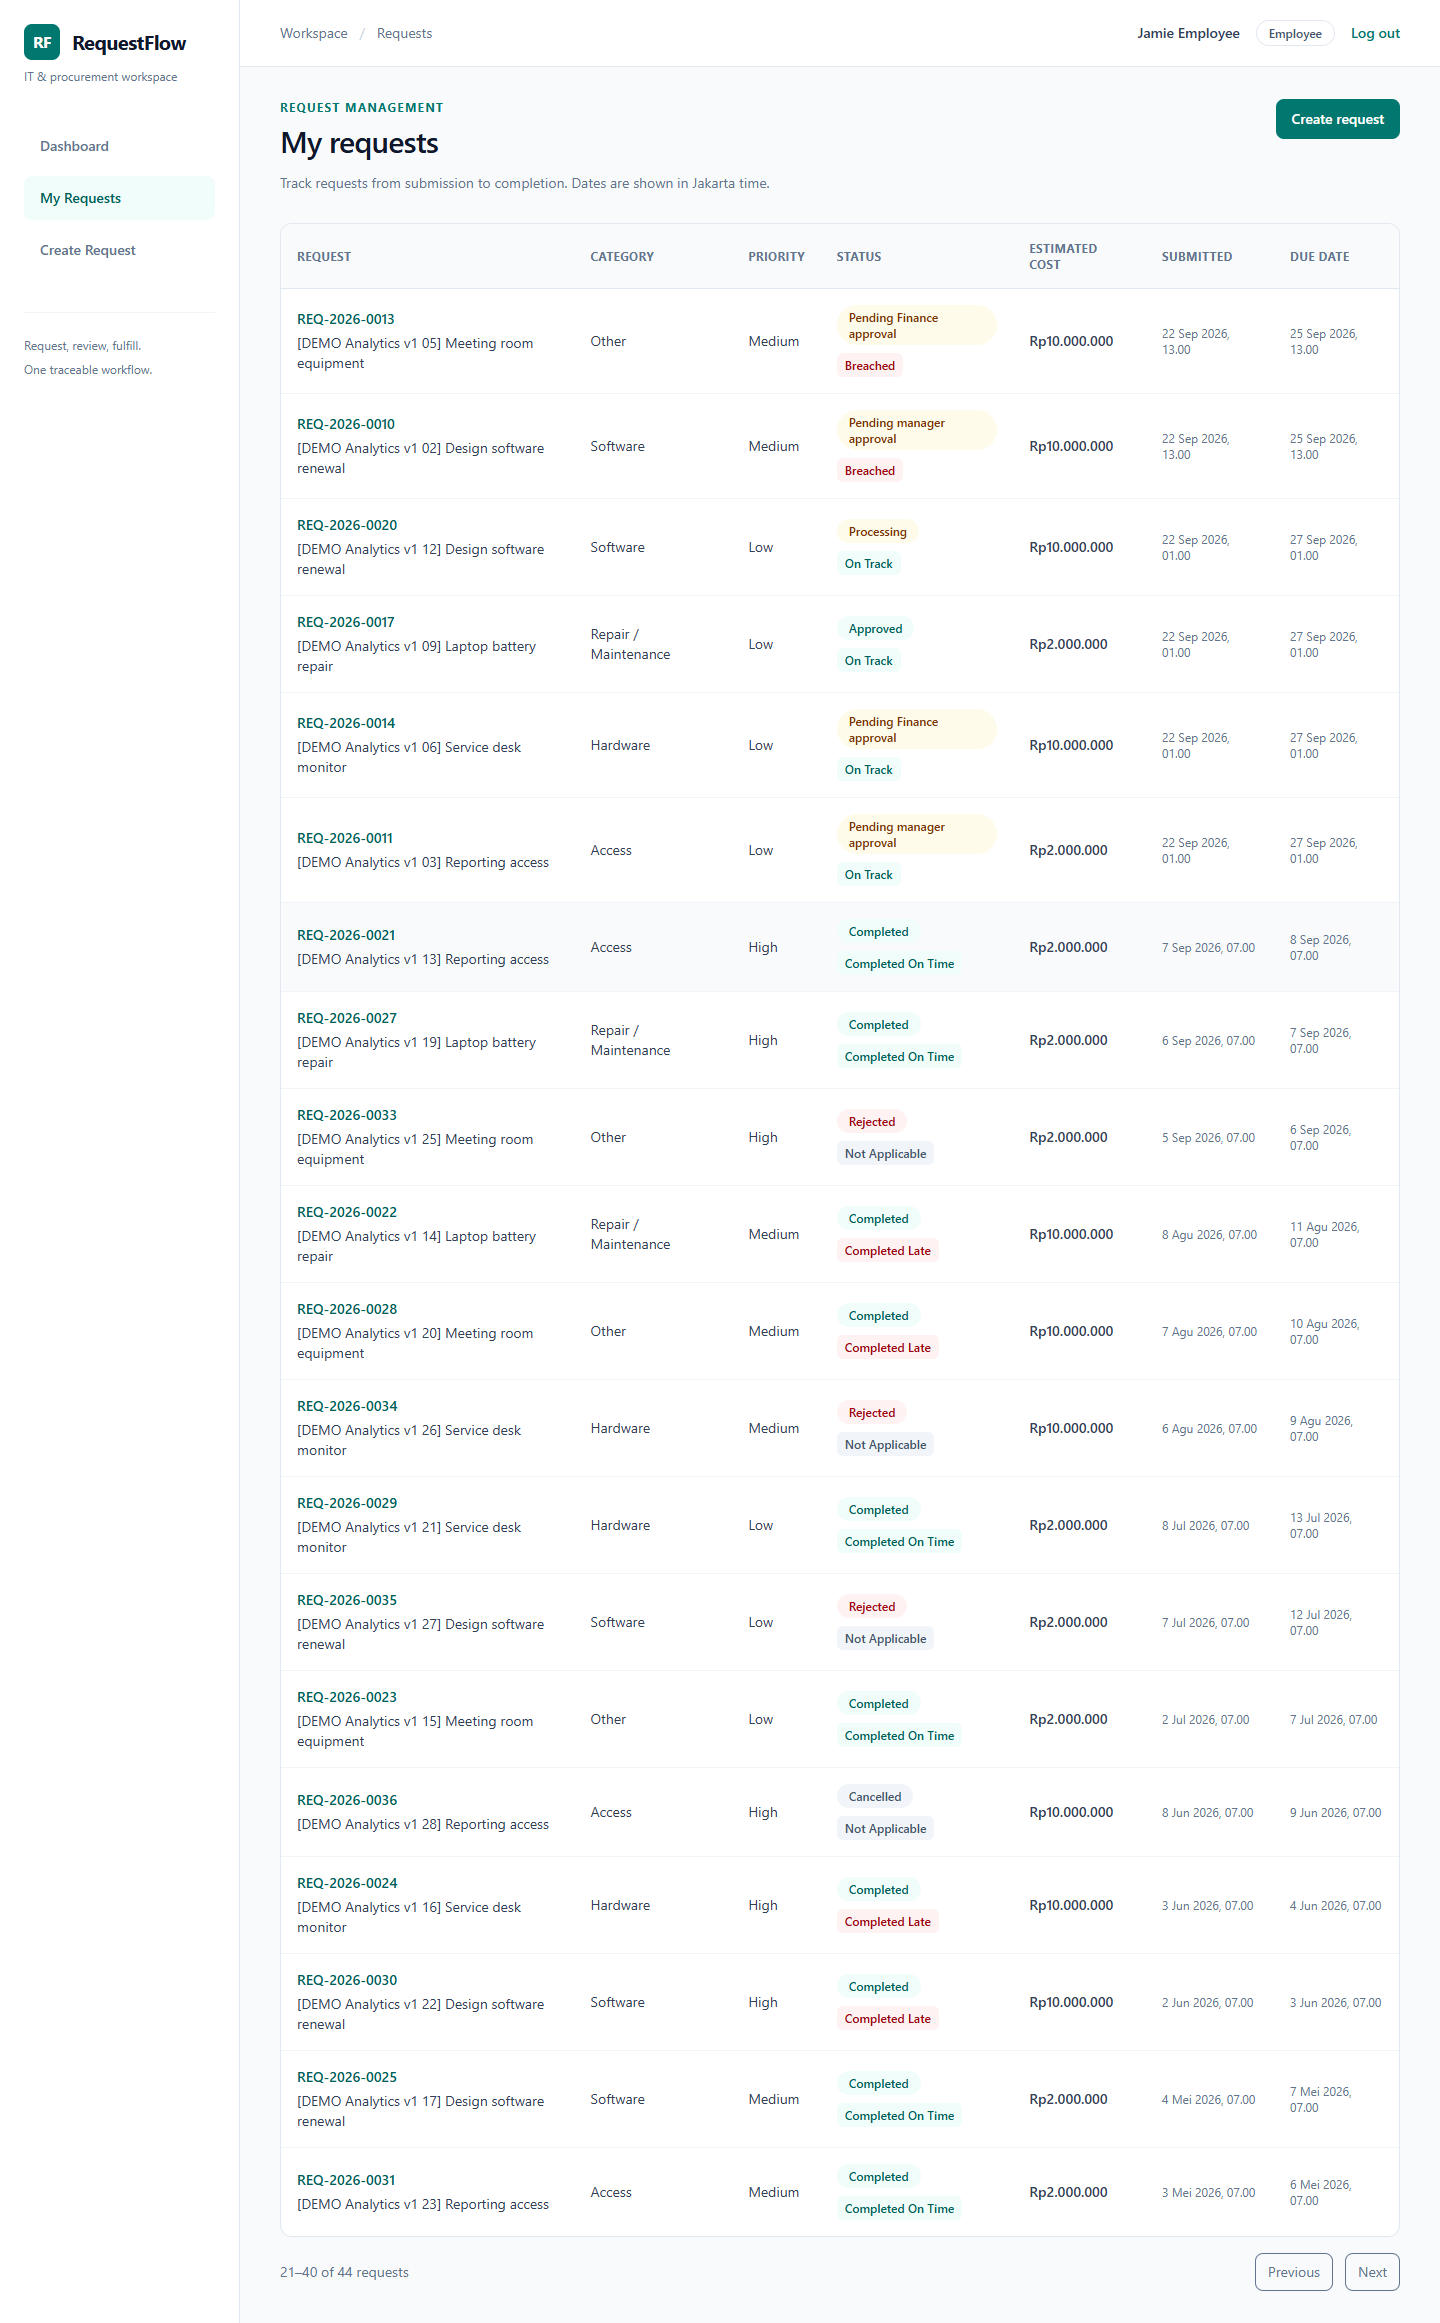 RF RequestFlow
IT & procurement workspace
Dashboard
My Requests
Create Request
Request, review, fulfill.
One traceable workflow.
Workspace / Requests
Jamie Employee Employee Log out
REQUEST MANAGEMENT
My requests
Track requests from submission to completion. Dates are shown in Jakarta time.
Create request
REQUEST CATEGORY PRIORITY STATUS ESTIMATED COST SUBMITTED DUE DATE
REQ-2026-0013
[DEMO Analytics v1 05] Meeting room
equipment
Other
Medium
Pending Finance
approval
Breached
Rp10.000.000
22 Sep 2026,
13.00
25 Sep 2026,
13.00
REQ-2026-0010
[DEMO Analytics v1 02] Design software
renewal
Software
Medium
Pending manager
approval
Breached
Rp10.000.000
22 Sep 2026,
13.00
25 Sep 2026,
13.00
REQ-2026-0020
[DEMO Analytics v1 12] Design software
renewal
Software
Low
Processing
On Track
Rp10.000.000
22 Sep 2026,
01.00
27 Sep 2026,
01.00
REQ-2026-0017
[DEMO Analytics v1 09] Laptop battery
repair
Repair /
Maintenance
Low
Approved
On Track
Rp2.000.000
22 Sep 2026,
01.00
27 Sep 2026,
01.00
REQ-2026-0014
[DEMO Analytics v1 06] Service desk
monitor
Hardware
Low
Pending Finance
approval
On Track
Rp10.000.000
22 Sep 2026,
01.00
27 Sep 2026,
01.00
REQ-2026-0011
[DEMO Analytics v1 03] Reporting access
Access
Low
Pending manager
approval
On Track
Rp2.000.000
22 Sep 2026,
01.00
27 Sep 2026,
01.00
REQ-2026-0021
[DEMO Analytics v1 13] Reporting access
Access
High
Completed
Completed On Time
Rp2.000.000
7 Sep 2026, 07.00
8 Sep 2026,
07.00
REQ-2026-0027
[DEMO Analytics v1 19] Laptop battery
repair
Repair /
Maintenance
High
Completed
Completed On Time
Rp2.000.000
6 Sep 2026, 07.00
7 Sep 2026,
07.00
REQ-2026-0033
[DEMO Analytics v1 25] Meeting room
equipment
Other
High
Rejected
Not Applicable
Rp2.000.000
5 Sep 2026, 07.00
6 Sep 2026,
07.00
REQ-2026-0022
[DEMO Analytics v1 14] Laptop battery
repair
Repair /
Maintenance
Medium
Completed
Completed Late
Rp10.000.000
8 Agu 2026, 07.00
11 Agu 2026,
07.00
REQ-2026-0028
[DEMO Analytics v1 20] Meeting room
equipment
Other
Medium
Completed
Completed Late
Rp10.000.000
7 Agu 2026, 07.00
10 Agu 2026,
07.00
REQ-2026-0034
[DEMO Analytics v1 26] Service desk
monitor
Hardware
Medium
Rejected
Not Applicable
Rp10.000.000
6 Agu 2026, 07.00
9 Agu 2026,
07.00
REQ-2026-0029
[DEMO Analytics v1 21] Service desk
monitor
Hardware
Low
Completed
Completed On Time
Rp2.000.000
8 Jul 2026, 07.00
13 Jul 2026,
07.00
REQ-2026-0035
[DEMO Analytics v1 27] Design software
renewal
Software
Low
Rejected
Not Applicable
Rp2.000.000
7 Jul 2026, 07.00
12 Jul 2026,
07.00
REQ-2026-0023
[DEMO Analytics v1 15] Meeting room
equipment
Other
Low
Completed
Completed On Time
Rp2.000.000
2 Jul 2026, 07.00
7 Jul 2026, 07.00
REQ-2026-0036
[DEMO Analytics v1 28] Reporting access
Access
High
Cancelled
Not Applicable
Rp10.000.000
8 Jun 2026, 07.00
9 Jun 2026, 07.00
REQ-2026-0024
[DEMO Analytics v1 16] Service desk
monitor
Hardware
High
Completed
Completed Late
Rp10.000.000
3 Jun 2026, 07.00
4 Jun 2026, 07.00
REQ-2026-0030
[DEMO Analytics v1 22] Design software
renewal
Software
High
Completed
Completed Late
Rp10.000.000
2 Jun 2026, 07.00
3 Jun 2026, 07.00
REQ-2026-0025
[DEMO Analytics v1 17] Design software
renewal
Software
Medium
Completed
Completed On Time
Rp2.000.000
4 Mei 2026, 07.00
7 Mei 2026,
07.00
REQ-2026-0031
[DEMO Analytics v1 23] Reporting access
Access
Medium
Completed
Completed On Time
Rp2.000.000
3 Mei 2026, 07.00
6 Mei 2026,
07.00
21–40 of 44 requests
Previous Next